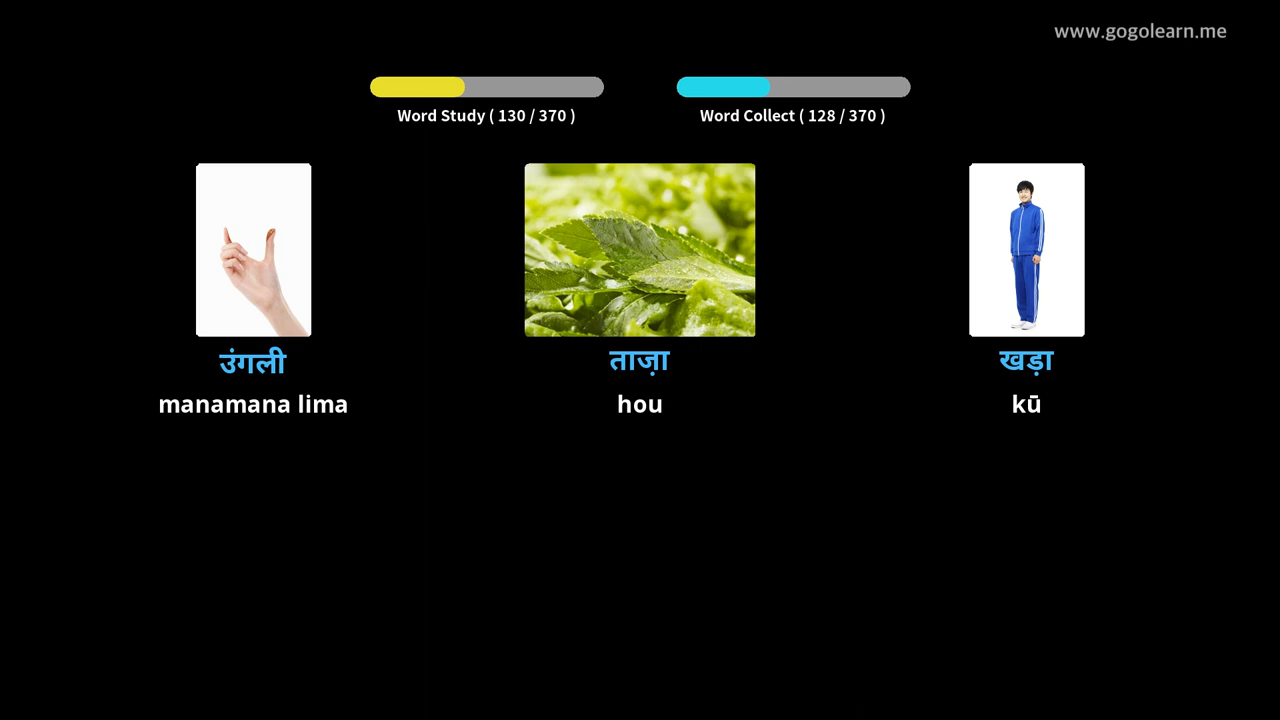 www.gogolearn.me
Word Study ( 130 / 370 )
Word Collect ( 128 / 370 )
उंगली
ताज़ा
खड़ा
manamana lima
hou
kū